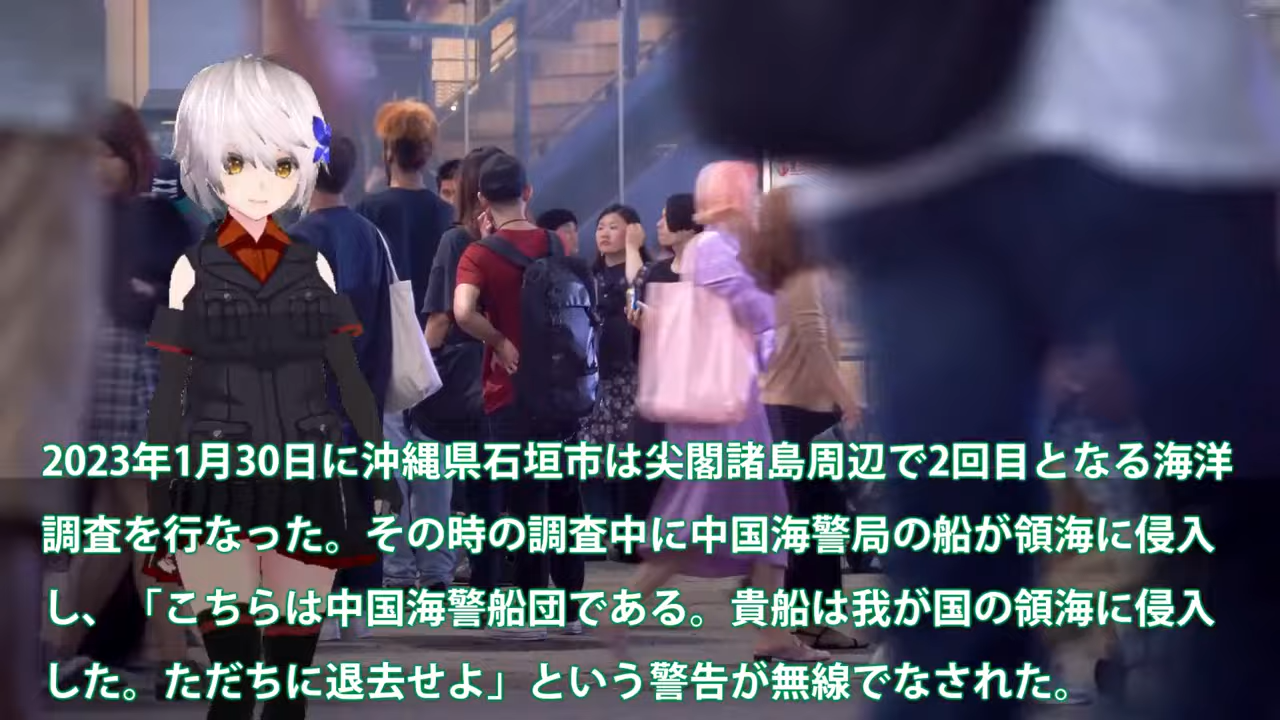 2023年1月30日に沖縄県石垣市は尖閣諸島周辺で2回目となる海洋
調査を行なった。その時の調査中に中国海警局の船が領海に侵入
し、「こちらは中国海警船団である。貴船は我が国の領海に侵入
した。ただちに退去せよ」という警告が無線でなされた。